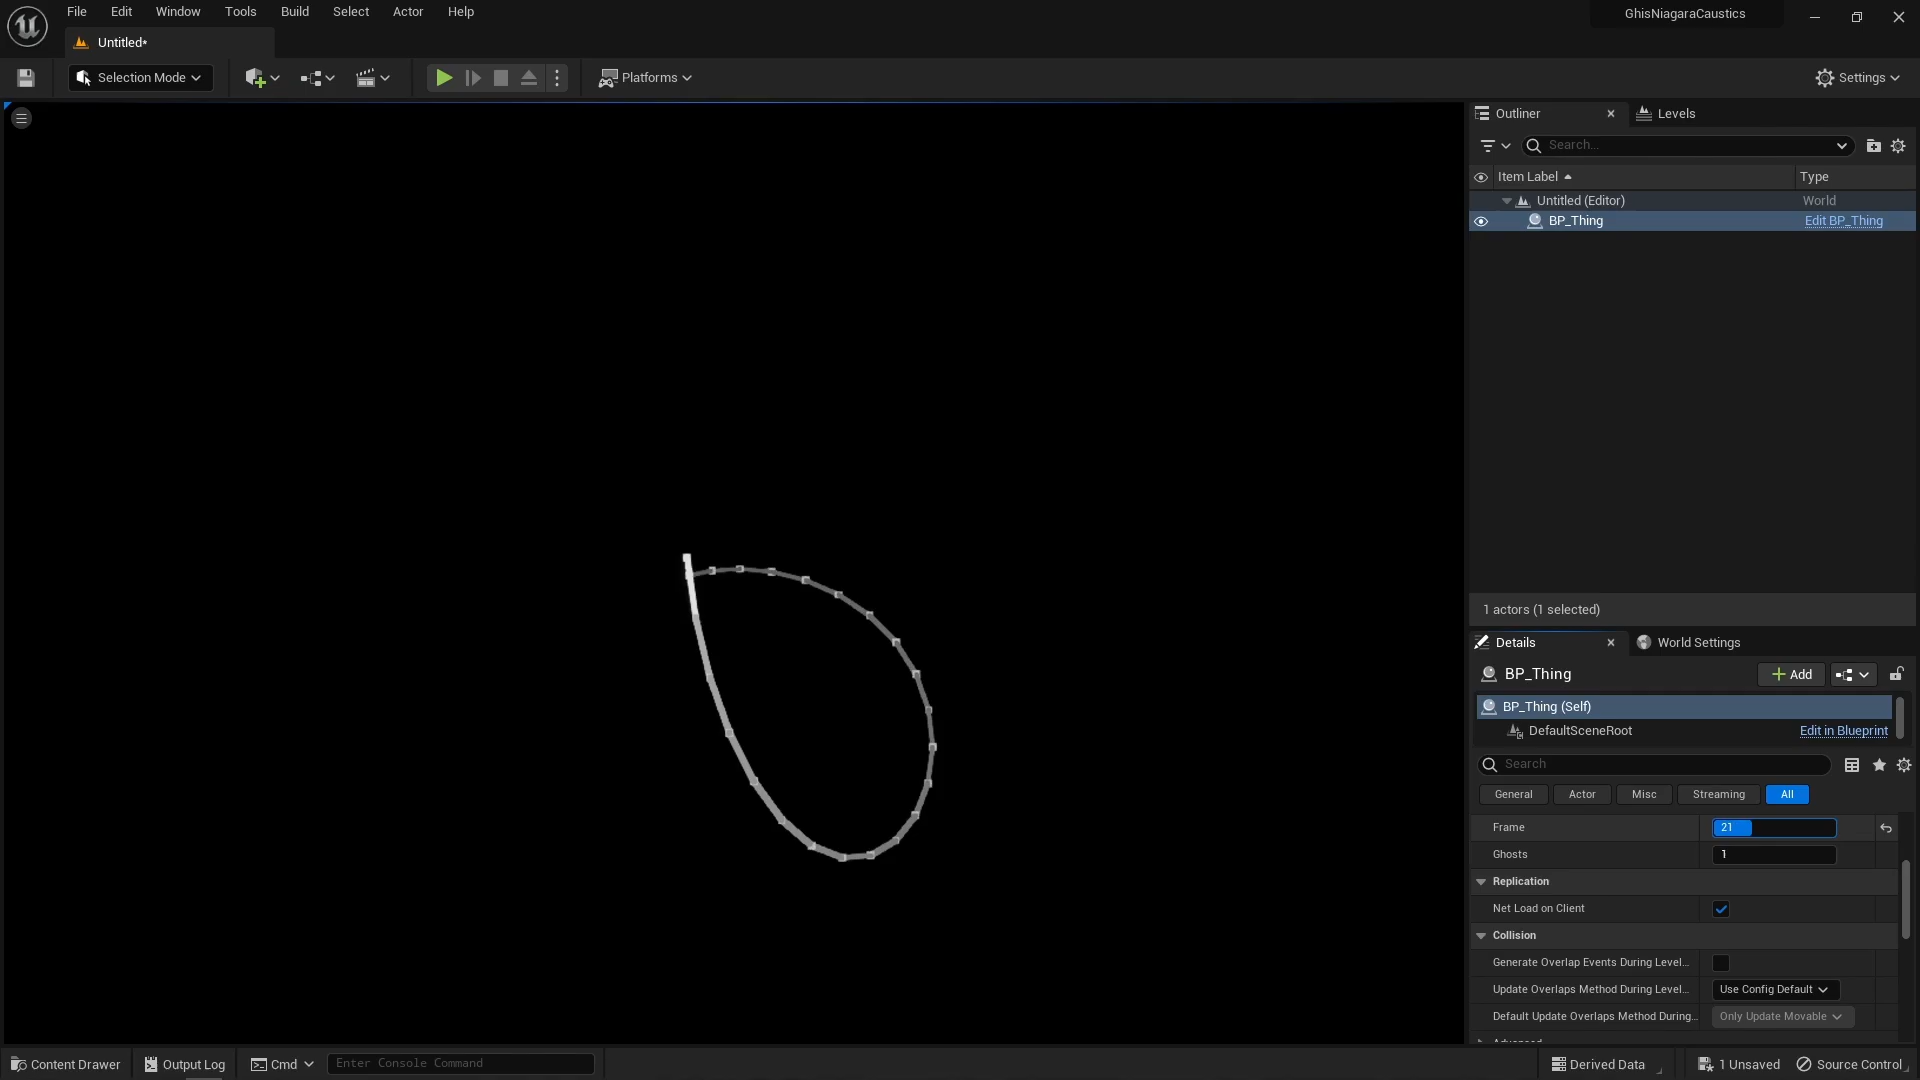 File Edit Window Tools Build Select Actor Help
GhisNiagaraCaustics
Untitled*
Selection Mode
Platforms
Settings
Outliner
Levels
Search...
Item Label
Type
Untitled (Editor)
World
BP_Thing
Edit BP_Thing
1 actors (1 selected)
Details
World Settings
BP_Thing
Add
BP_Thing (Self)
DefaultSceneRoot
Edit in Blueprint
Search
General
Actor
Misc
Streaming
All
Frame
21
Ghosts
1
Replication
Net Load on Client
Collision
Generate Overlap Events During Level...
Update Overlaps Method During Level...
Use Config Default
Default Update Overlaps Method During...
Only Update Movable
Content Drawer
Output Log
Cmd
Enter Console Command
Derived Data
1 Unsaved
Source Control